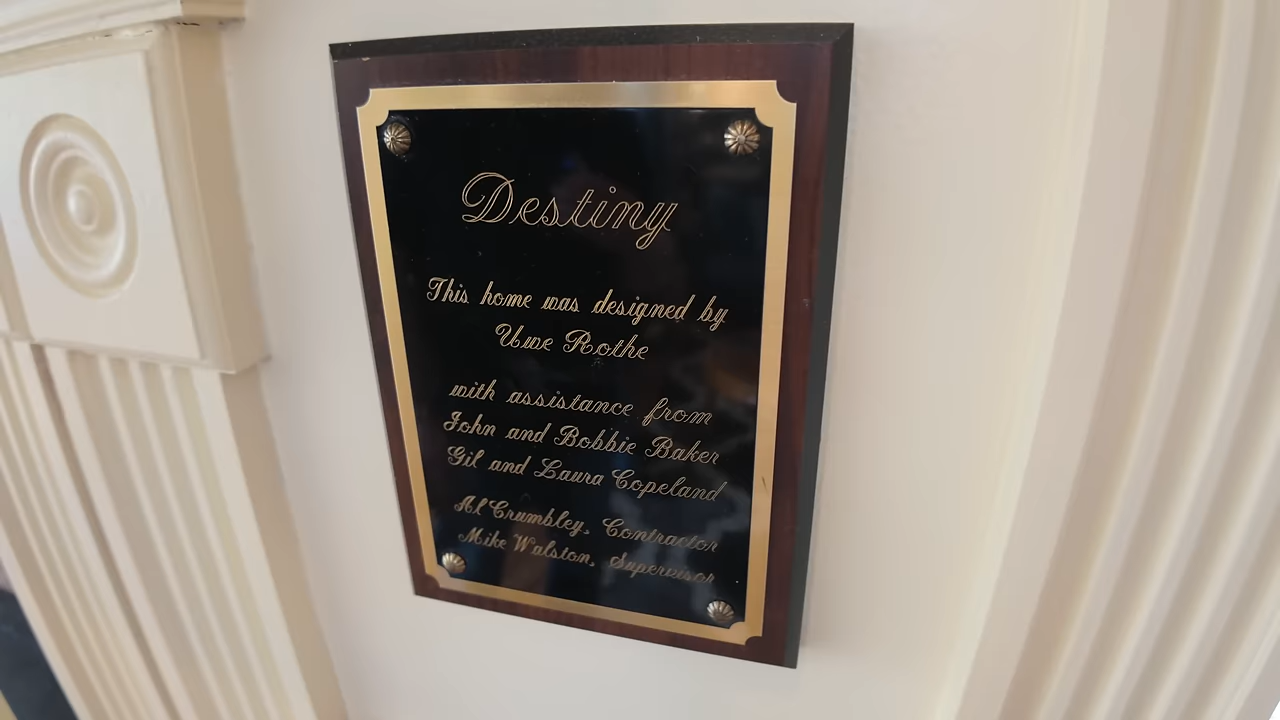 Destiny
This home was designed by
Uwe Rothe
with assistance from
John and Bobbie Baker
Gil and Laura Copeland
Al Crumbley, Contractor
Mike Walston, Supervisor